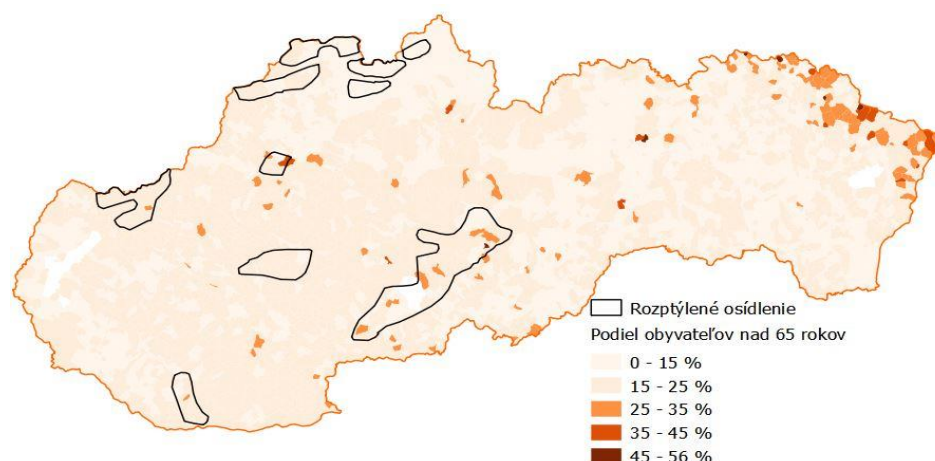 Rozptýlené osídlenie
Podiel obyvateľov nad 65 rokov
0 - 15 %
15 - 25 %
25 - 35 %
35 - 45 %
45 - 56 %